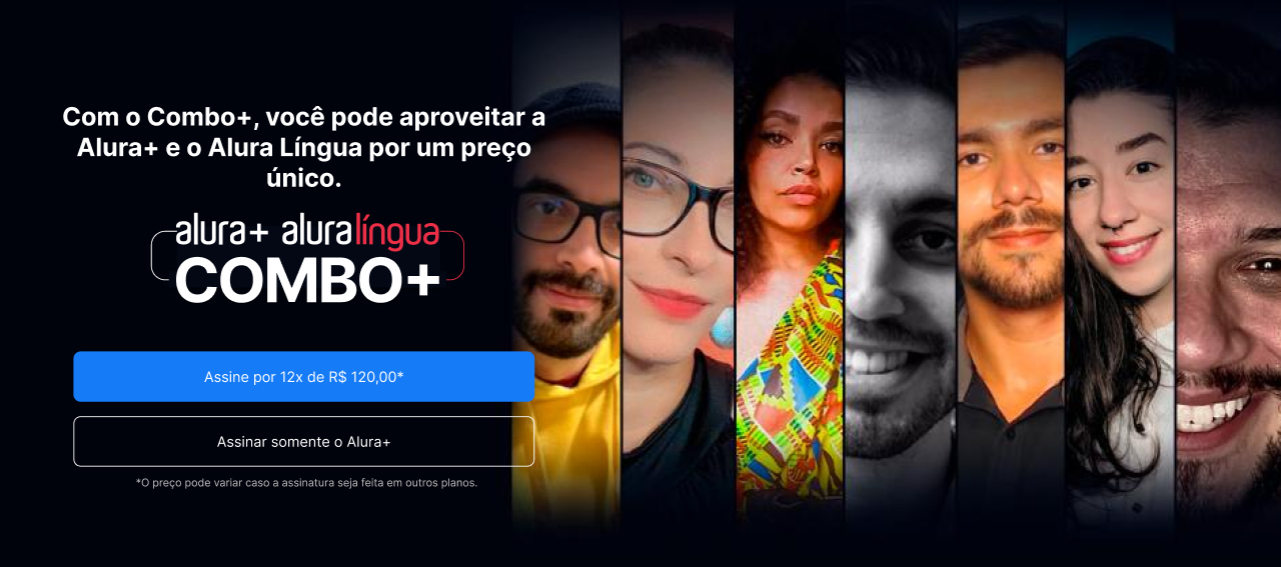 Com o Combo+, você pode aproveitar a
Alura+ e o Alura Língua por um preço
único.
alura+ aluralíngua
COMBO+
Assine por 12x de R$ 120,00*
Assinar somente o Alura+
*O preço pode variar caso a assinatura seja feita em outros planos.